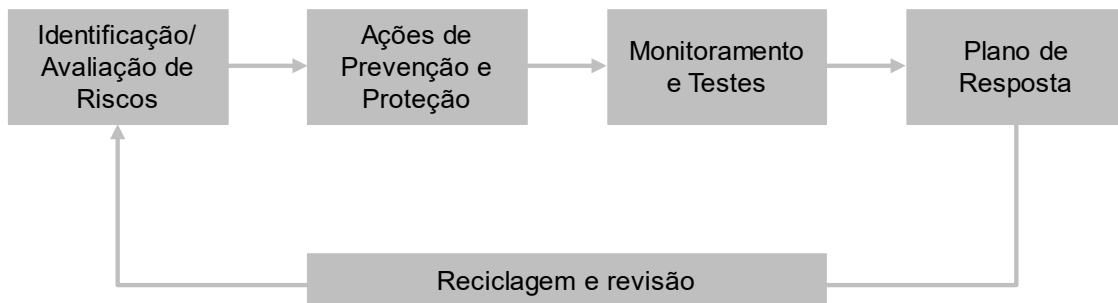 Identificação/
Avaliação de
Riscos
Ações de
Prevenção e
Proteção
Monitoramento
e Testes
Plano de
Resposta
Reciclagem e revisão